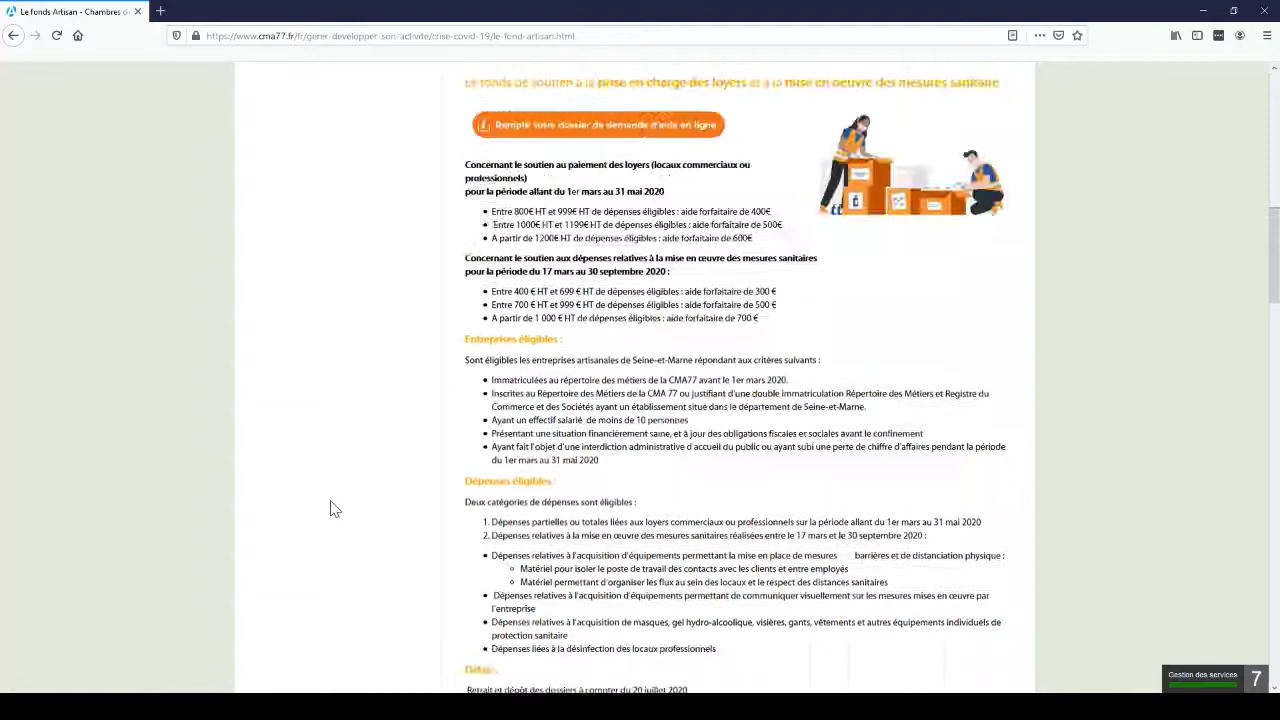 Le fonds Artisan - Chambres de
https://www.cma77.fr/fr/gerer-developper-son-activite/crise-covid-19/le-fond-artisan.html
Le fonds de soutien à la prise en charge des loyers et à la mise en oeuvre des mesures sanitaire
Remplir votre dossier de demande d'aide en ligne
Concernant le soutien au paiement des loyers (locaux commerciaux ou
professionnels)
pour la période allant du 1er mars au 31 mai 2020
• Entre 800€ HT et 999€ HT de dépenses éligibles : aide forfaitaire de 400€
• Entre 1000€ HT et 1199€ HT de dépenses éligibles : aide forfaitaire de 500€
• A partir de 1200€ HT de dépenses éligibles : aide forfaitaire de 600€
Concernant le soutien aux dépenses relatives à la mise en œuvre des mesures sanitaires
pour la période du 17 mars au 30 septembre 2020 :
• Entre 400 € HT et 699 € HT de dépenses éligibles : aide forfaitaire de 300 €
• Entre 700 € HT et 999 € HT de dépenses éligibles : aide forfaitaire de 500 €
• A partir de 1 000 € HT de dépenses éligibles : aide forfaitaire de 700 €
Entreprises éligibles :
Sont éligibles les entreprises artisanales de Seine-et-Marne répondant aux critères suivants :
• Immatriculées au répertoire des métiers de la CMA77 avant le 1er mars 2020.
• Inscrites au Répertoire des Métiers de la CMA 77 ou justifiant d'une double Immatriculation Répertoire des Métiers et Registre du
Commerce et des Sociétés ayant un établissement situé dans le département de Seine-et-Marne.
• Ayant un effectif salarié de moins de 10 personnes
• Présentant une situation financièrement saine, et à jour des obligations fiscales et sociales avant le confinement
• Ayant fait l'objet d'une interdiction administrative d'accueil du public ou ayant subi une perte de chiffre d'affaires pendant la période
du 1er mars au 31 mai 2020
Dépenses éligibles :
Deux catégories de dépenses sont éligibles :
1. Dépenses partielles ou totales liées aux loyers commerciaux ou professionnels sur la période allant du 1er mars au 31 mai 2020
2. Dépenses relatives à la mise en œuvre des mesures sanitaires réalisées entre le 17 mars et le 30 septembre 2020 :
• Dépenses relatives à l'acquisition d'équipements permettant la mise en place de mesures barrières et de distanciation physique :
Matériel pour isoler le poste de travail des contacts avec les clients et entre employés
Matériel permettant d'organiser les flux au sein des locaux et le respect des distances sanitaires
• Dépenses relatives à l'acquisition d'équipements permettant de communiquer visuellement sur les mesures mises en œuvre par
l'entreprise
• Dépenses relatives à l'acquisition de masques, gel hydro-alcoolique, visières, gants, vêtements et autres équipements individuels de
protection sanitaire
• Dépenses liées à la désinfection des locaux professionnels
Retrait et dépôt des dossiers à compter du 20 juillet 2020
Gestion des services
7